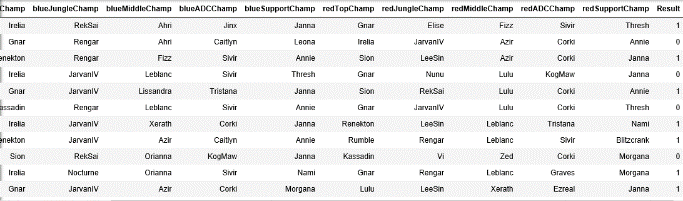 Champ blueJungleChamp blueMiddleChamp blueADCChamp blueSupportChamp redTopChamp redJungleChamp redMiddleChamp redADCChamp redSupportChamp Result
Irelia RekSai Ahri Jinx Janna Gnar Elise Fizz Sivir Thresh 1
Gnar Rengar Ahri Caitlyn Leona Irelia JarvanIV Azir Corki Annie 0
enekton Rengar Fizz Sivir Annie Sion LeeSin Azir Corki Janna 1
Irelia JarvanIV Leblanc Sivir Thresh Gnar Nunu Lulu KogMaw Janna 0
Gnar JarvanIV Lissandra Tristana Janna Sion RekSai Lulu Corki Annie 1
assadin Rengar Leblanc Sivir Annie Gnar JarvanIV Lulu Corki Thresh 0
Irelia JarvanIV Xerath Corki Janna Renekton LeeSin Leblanc Tristana Nami 1
enekton JarvanIV Azir Caitlyn Annie Rumble Rengar Leblanc Sivir Blitzcrank 1
Sion RekSai Orianna KogMaw Janna Kassadin Vi Zed Corki Morgana 0
Irelia Nocturne Orianna Sivir Nami Gnar Rengar Leblanc Graves Morgana 1
Gnar JarvanIV Azir Corki Morgana Lulu LeeSin Xerath Ezreal Janna 1